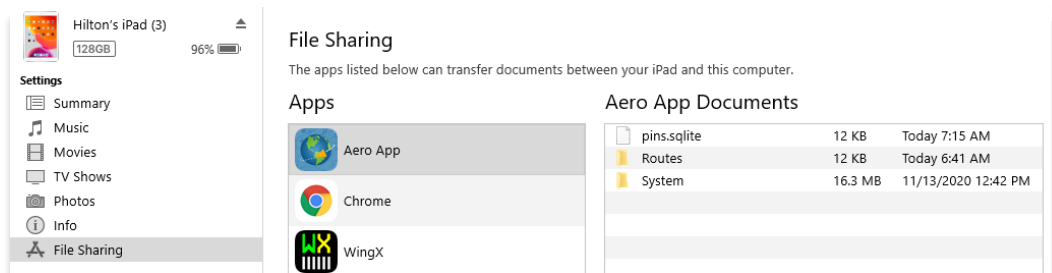 Hilton's iPad (3)
128GB
96%
Settings
Summary
Music
Movies
TV Shows
Photos
Info
File Sharing
File Sharing
The apps listed below can transfer documents between your iPad and this computer.
Apps
Aero App
Chrome
WX
WingX
Aero App Documents
pins.sqlite 12 KB Today 7:15 AM
Routes 12 KB Today 6:41 AM
System 16.3 MB 11/13/2020 12:42 PM